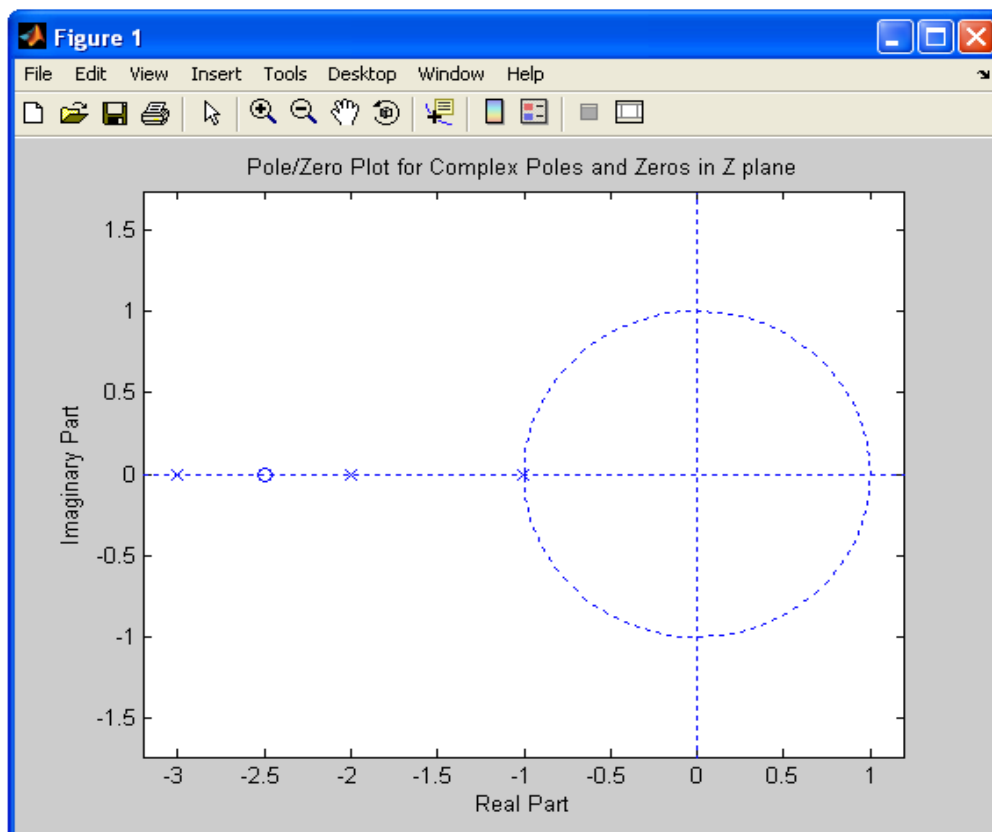 Figure 1
File Edit View Insert Tools Desktop Window Help
Pole/Zero Plot for Complex Poles and Zeros in Z plane
1.5
1
0.5
0
-0.5
-1
-1.5
Imaginary Part
-3 -2.5 -2 -1.5 -1 -0.5 0 0.5 1
Real Part